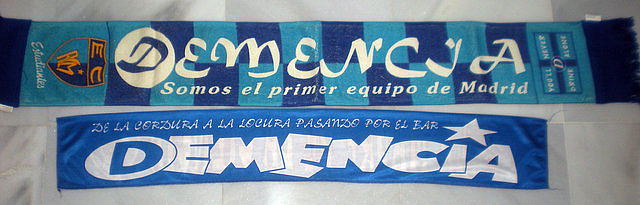 Estudiantes
DEMENCIA
Somos el primer equipo de Madrid
YOU'LL
NEVER
DRINK
ALONE
DE LA CORDURA A LA LOCURA PASANDO POR EL BAR
DEMENCIA